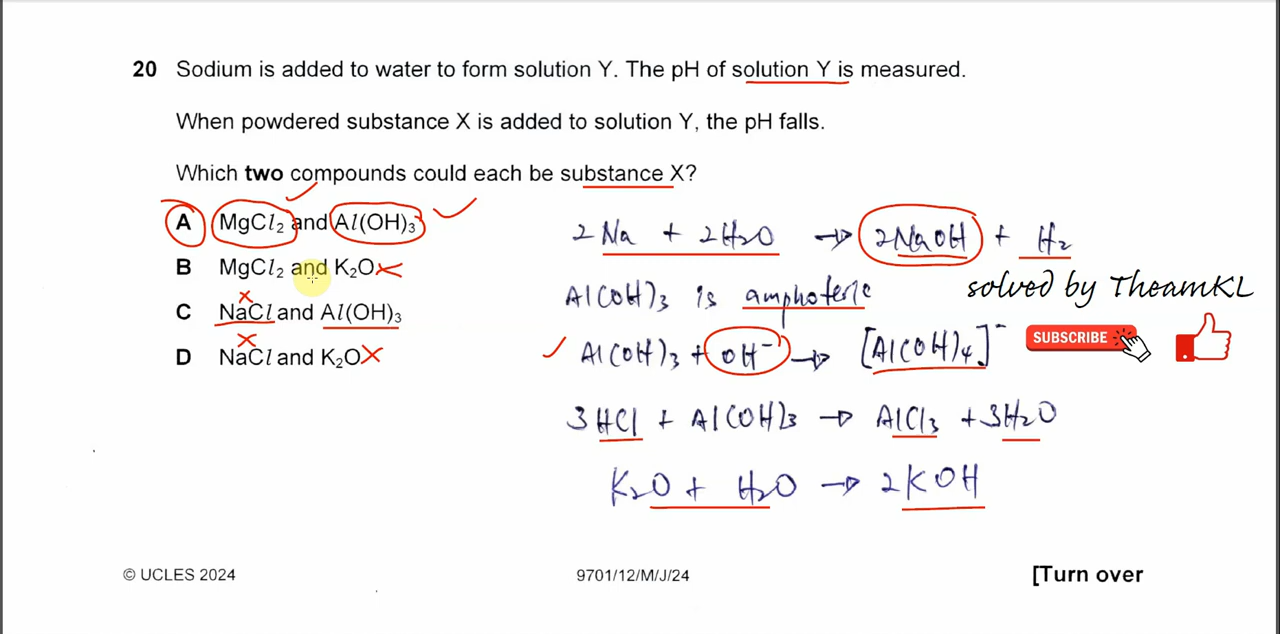 20 Sodium is added to water to form solution Y. The pH of solution Y is measured.
When powdered substance X is added to solution Y, the pH falls.
Which two compounds could each be substance X?
A MgCl₂ and Al(OH)₃
B MgCl₂ and K₂O
C NaCl and Al(OH)₃
D NaCl and K₂O
2Na + 2H₂O → 2NaOH + H₂
Al(OH)₃ is amphoteric
solved by TheamKL
Al(OH)₃ + OH⁻ → [Al(OH)₄]⁻
SUBSCRIBE
3HCl + Al(OH)₃ → AlCl₃ + 3H₂O
K₂O + H₂O → 2KOH
© UCLES 2024
9701/12/M/J/24
[Turn over